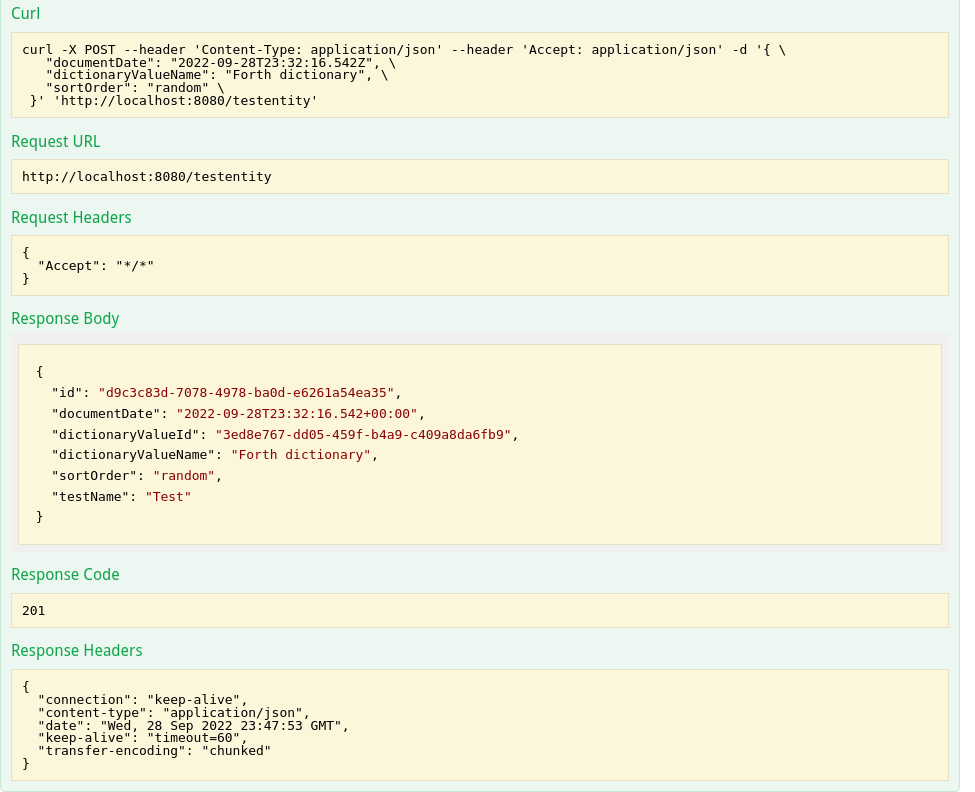 Curl
curl -X POST --header 'Content-Type: application/json' --header 'Accept: application/json' -d '{ \
   "documentDate": "2022-09-28T23:32:16.542Z", \
   "dictionaryValueName": "Forth dictionary", \
   "sortOrder": "random" \
 }' 'http://localhost:8080/testentity'
Request URL
http://localhost:8080/testentity
Request Headers
{
  "Accept": "*/*"
}
Response Body
{
  "id": "d9c3c83d-7078-4978-ba0d-e6261a54ea35",
  "documentDate": "2022-09-28T23:32:16.542+00:00",
  "dictionaryValueId": "3ed8e767-dd05-459f-b4a9-c409a8da6fb9",
  "dictionaryValueName": "Forth dictionary",
  "sortOrder": "random",
  "testName": "Test"
}
Response Code
201
Response Headers
{
  "connection": "keep-alive",
  "content-type": "application/json",
  "date": "Wed, 28 Sep 2022 23:47:53 GMT",
  "keep-alive": "timeout=60",
  "transfer-encoding": "chunked"
}